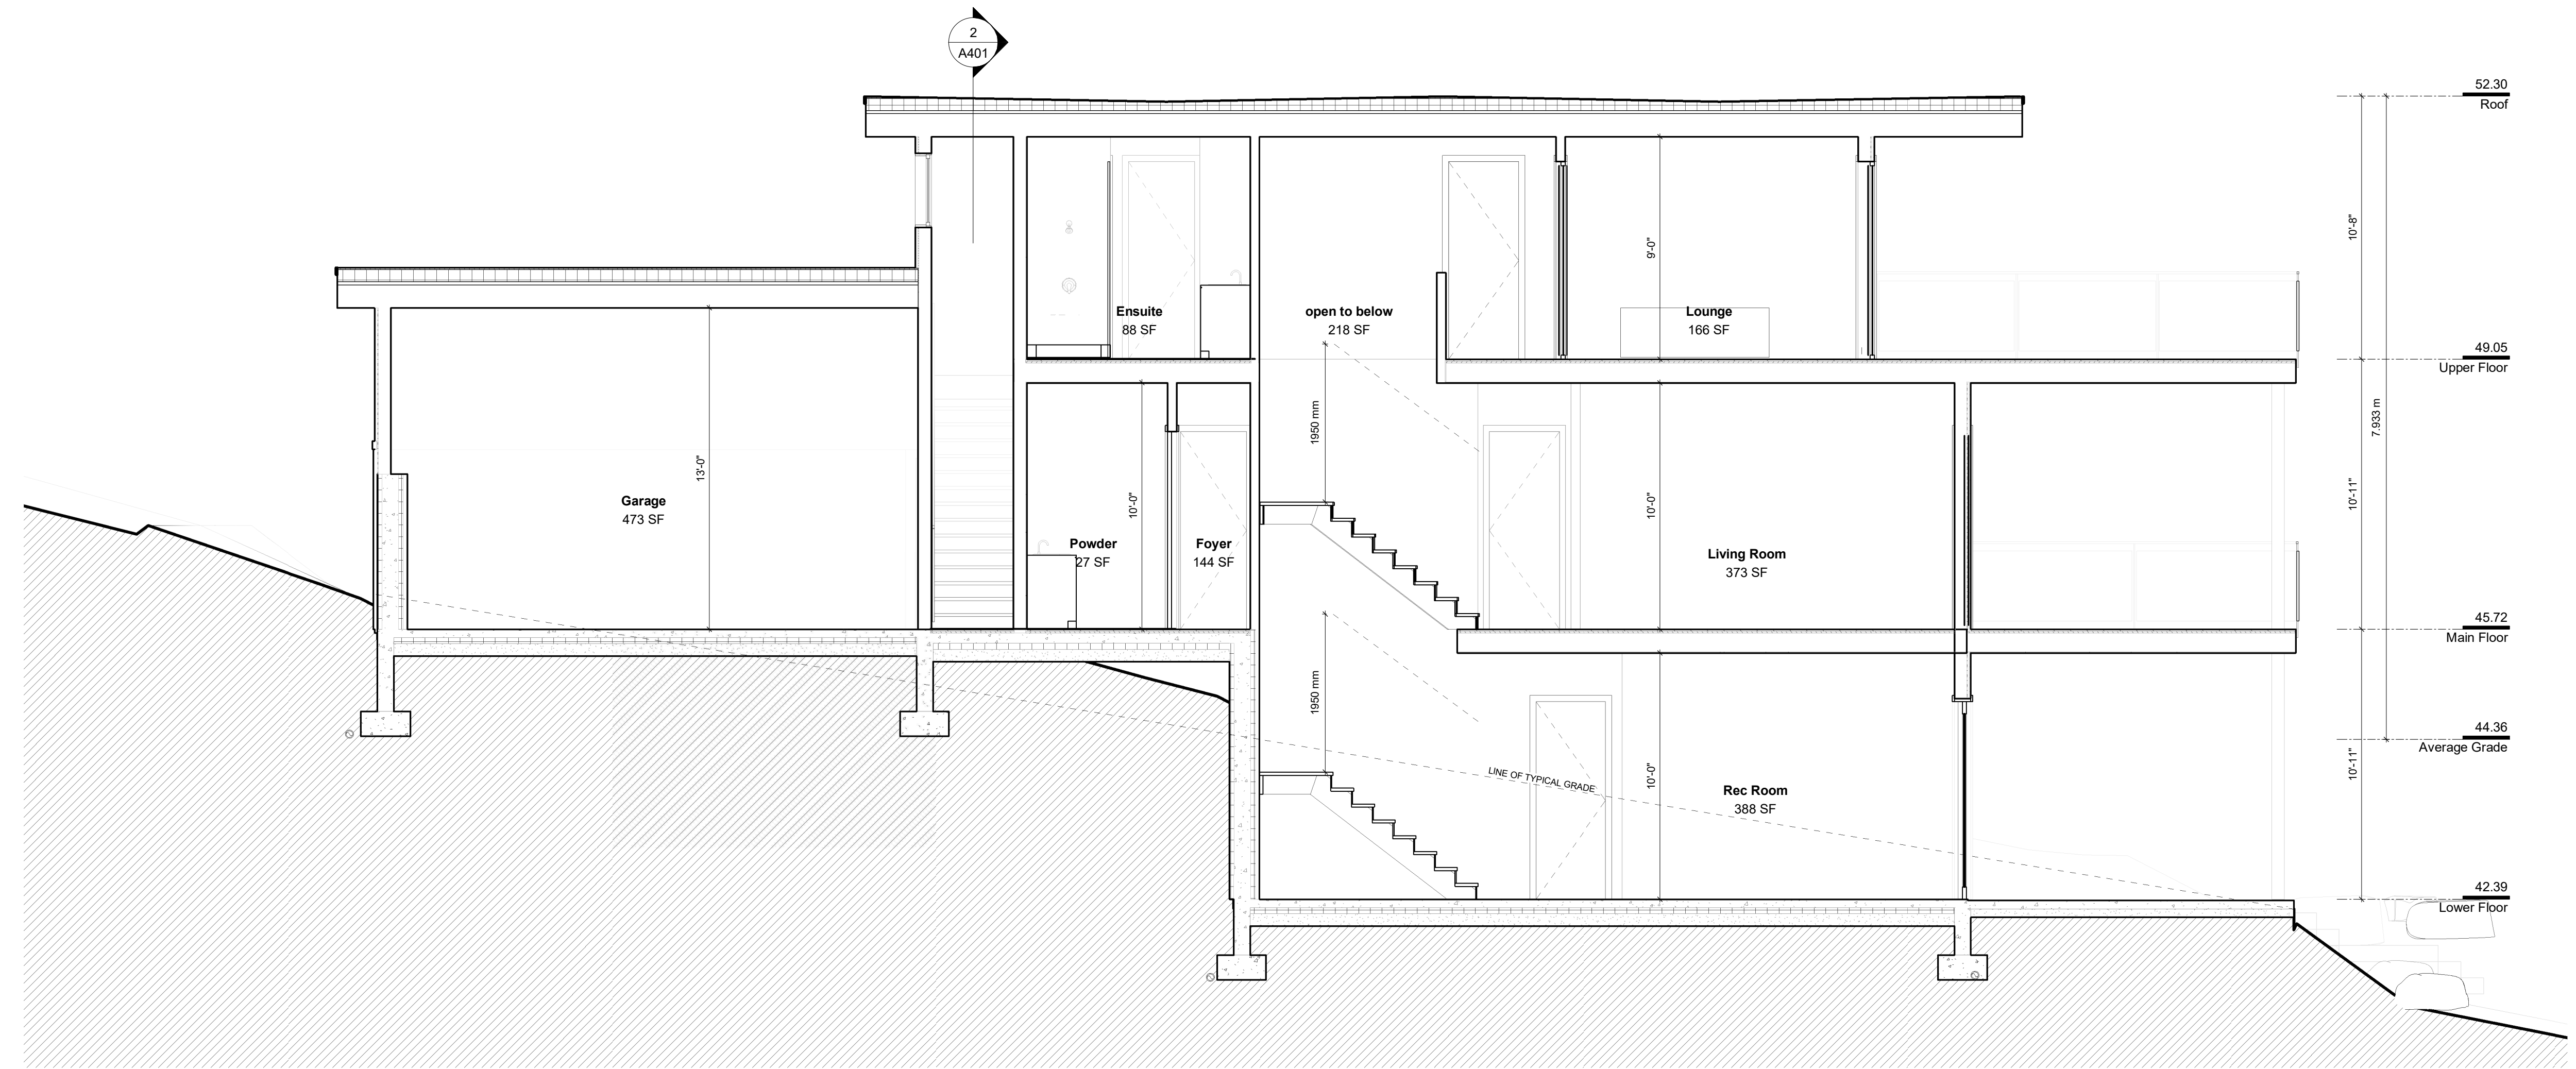 2
A401
52.30
Roof
10'-8"
9'-0"
Ensuite
88 SF
open to below
218 SF
Lounge
166 SF
49.05
Upper Floor
7.933 m
1950 mm
13'-0"
10'-0"
10'-0"
10'-11"
Garage
473 SF
Powder
27 SF
Foyer
144 SF
Living Room
373 SF
45.72
Main Floor
1950 mm
44.36
Average Grade
10'-0"
10'-11"
LINE OF TYPICAL GRADE
Rec Room
388 SF
42.39
Lower Floor